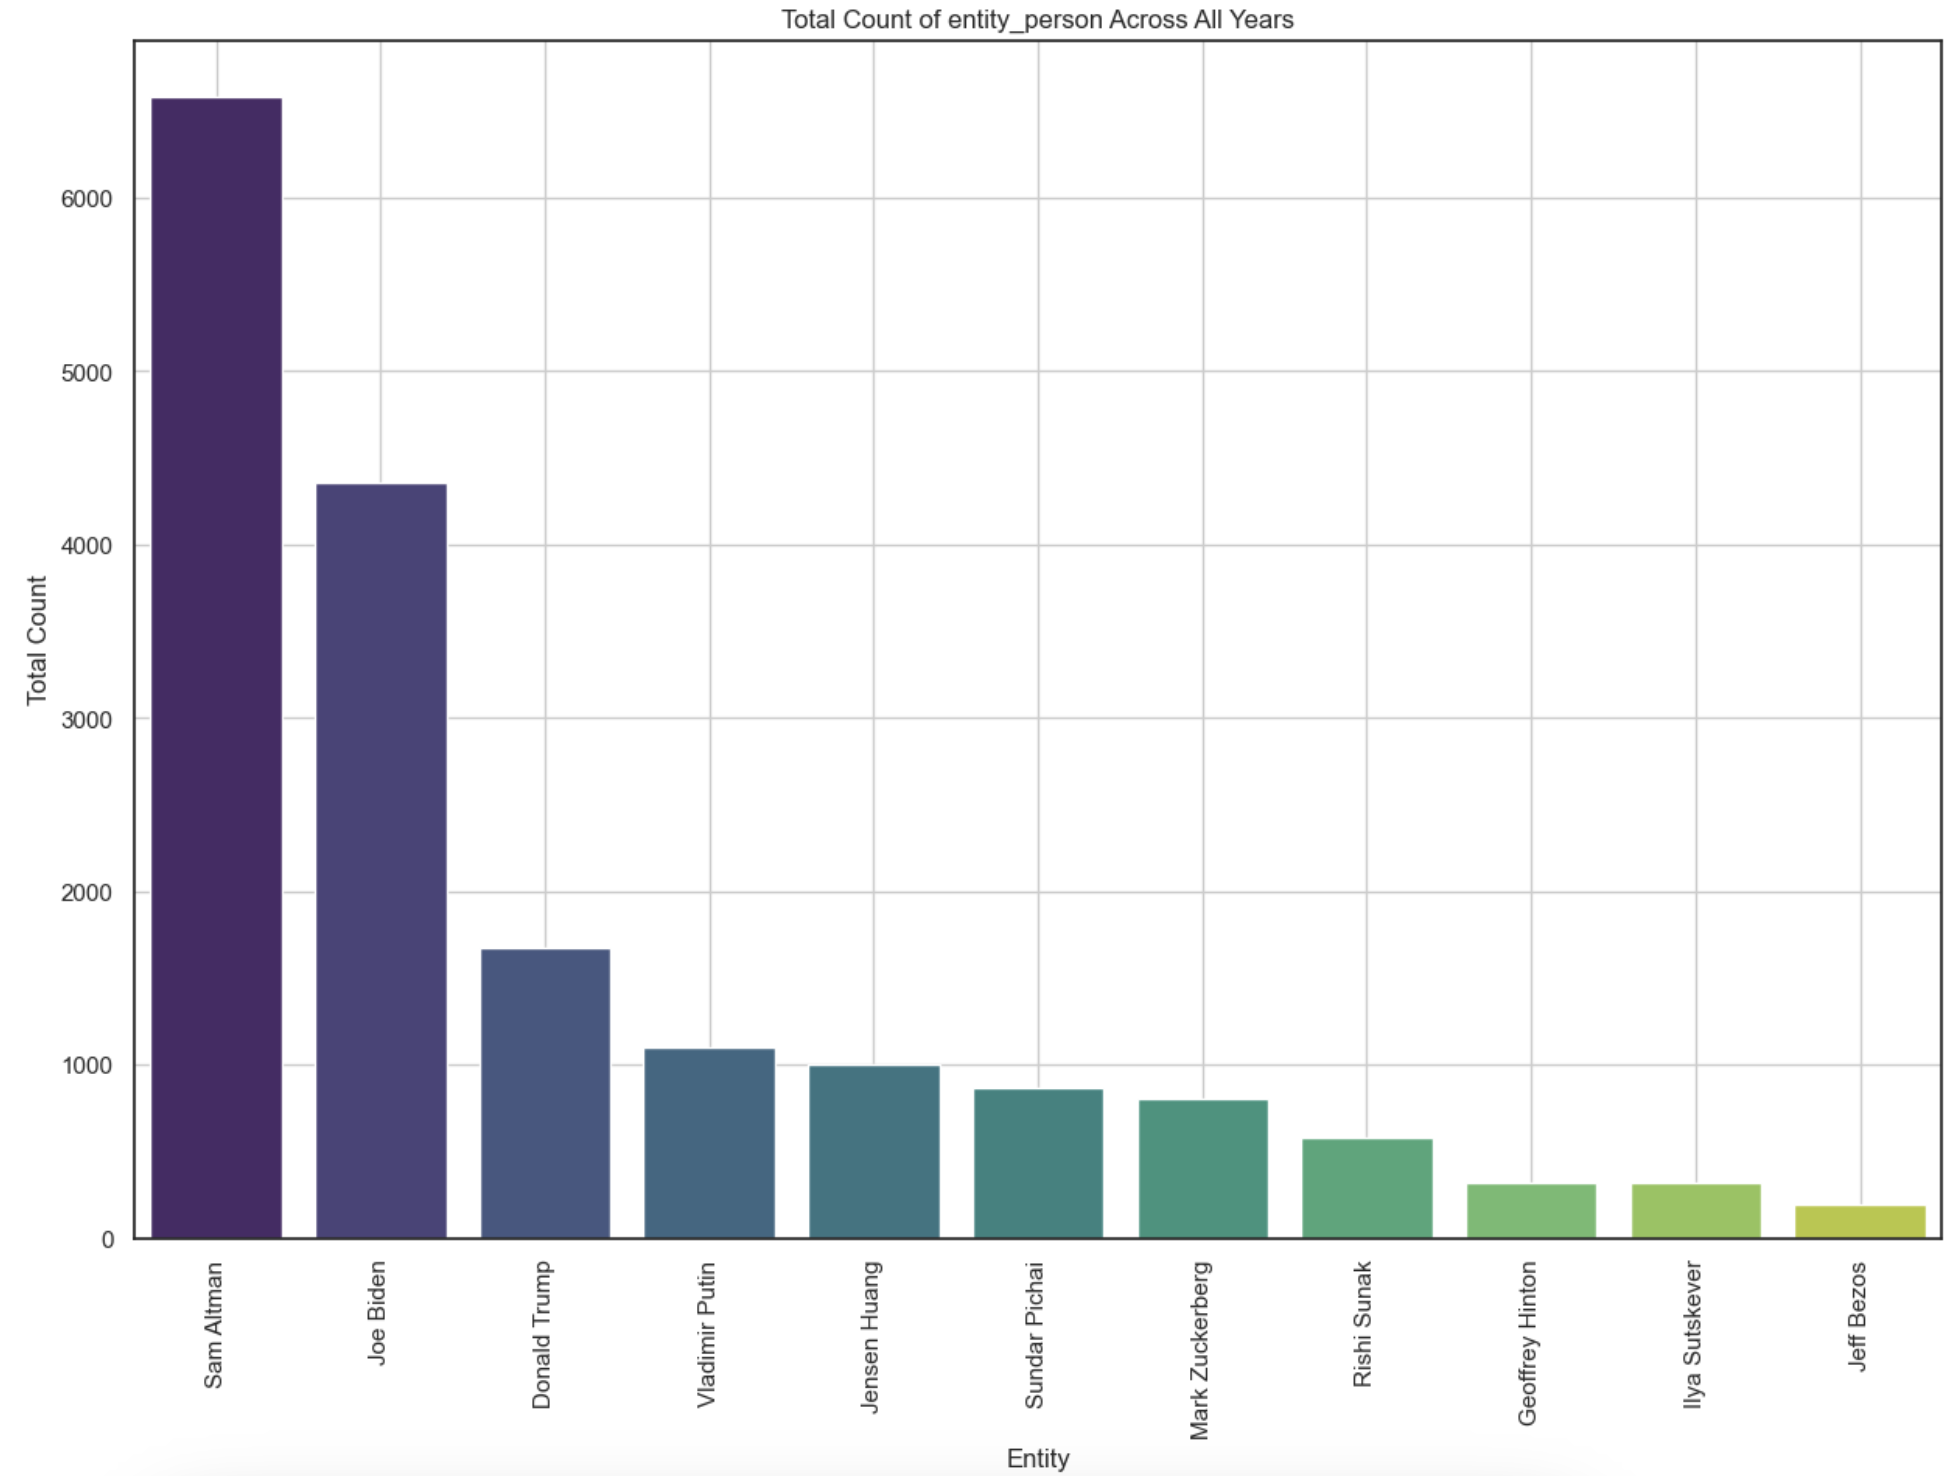 Total Count of entity_person Across All Years
Total Count
6000
5000
4000
3000
2000
1000
0
Sam Altman
Joe Biden
Donald Trump
Vladimir Putin
Jensen Huang
Sundar Pichai
Mark Zuckerberg
Rishi Sunak
Geoffrey Hinton
Ilya Sutskever
Jeff Bezos
Entity